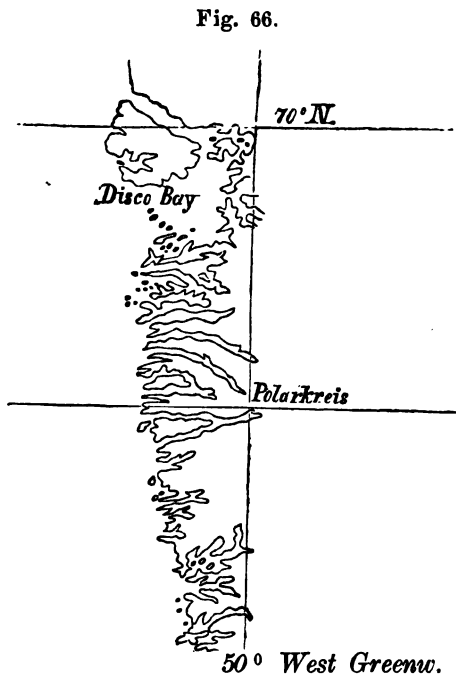 Fig. 66.
70° N.
Disco Bay
Polarkreis
50° West Greenw.